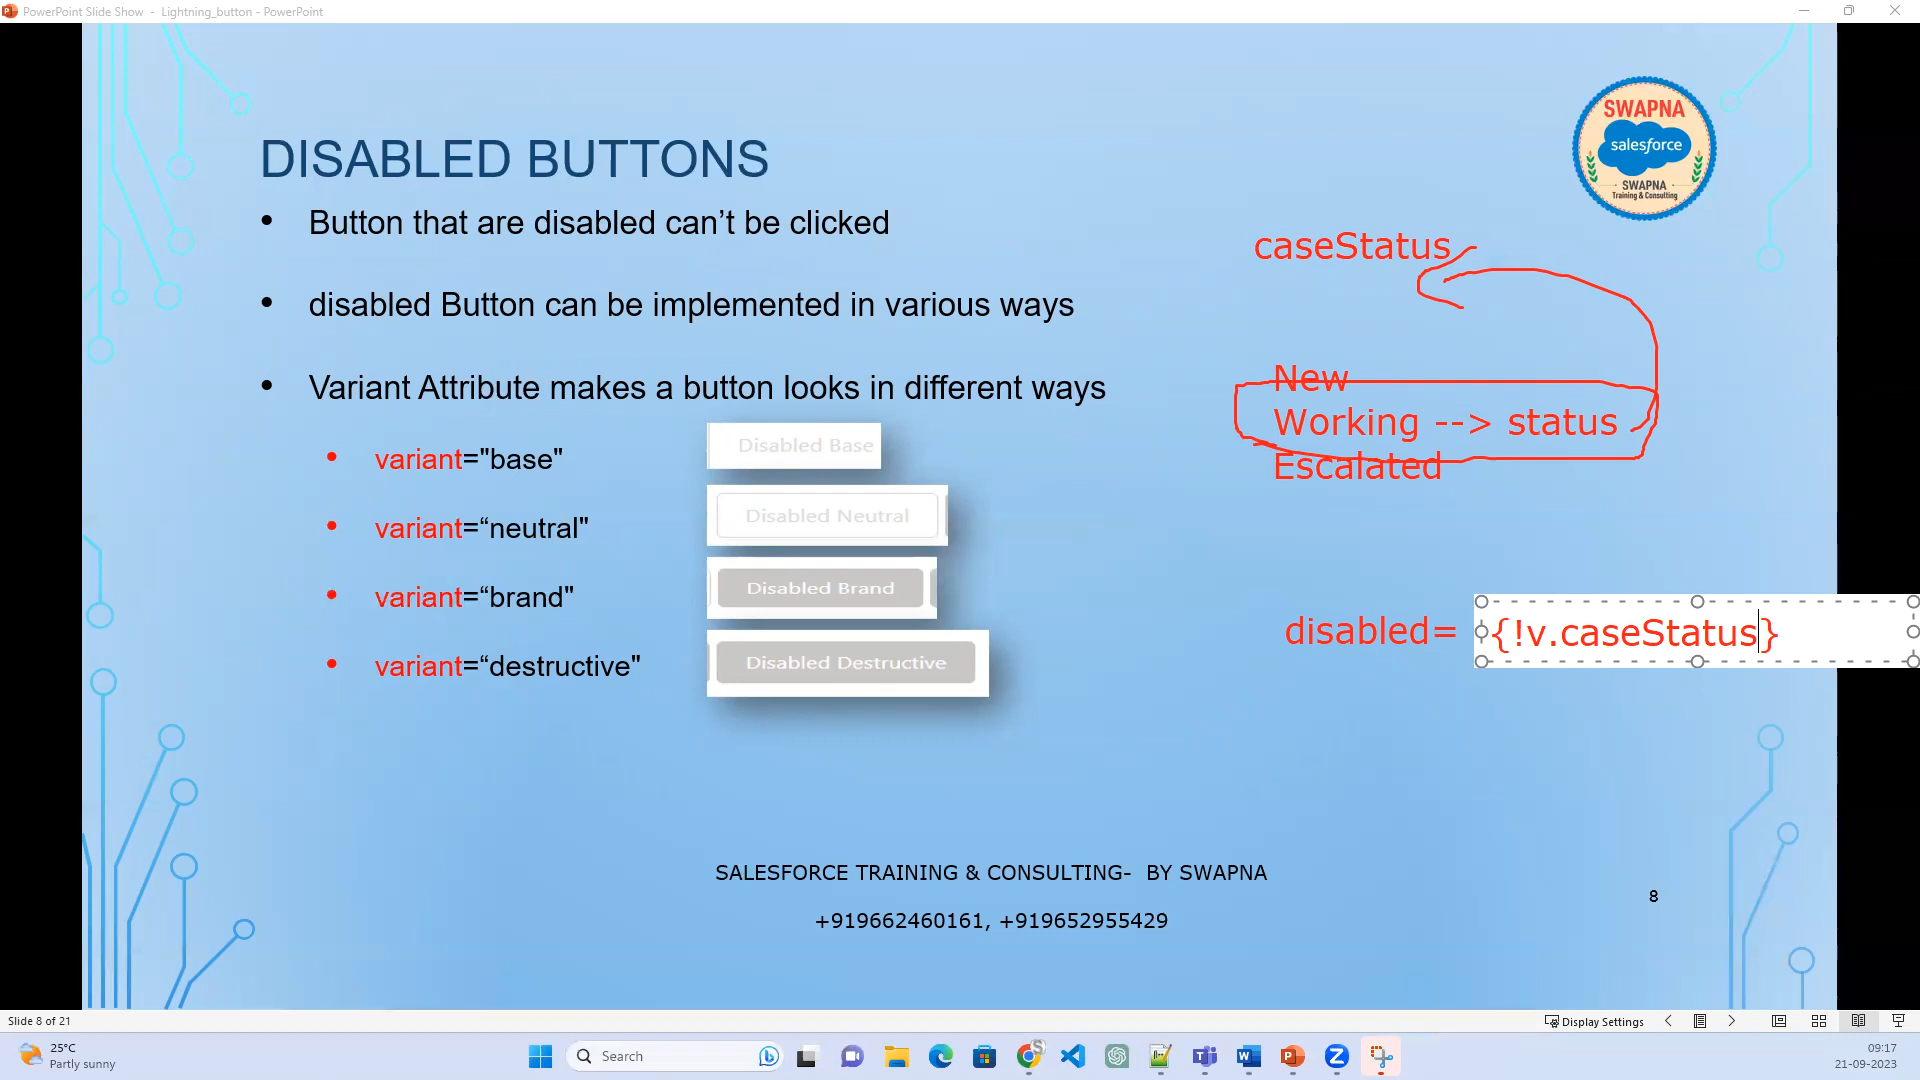 PowerPoint Slide Show - Lightning_button - PowerPoint
SWAPNA
salesforce
SWAPNA
Training & Consulting
DISABLED BUTTONS
• Button that are disabled can’t be clicked
• disabled Button can be implemented in various ways
• Variant Attribute makes a button looks in different ways
• variant="base"
Disabled Base
• variant=“neutral"
Disabled Neutral
• variant=“brand"
Disabled Brand
• variant=“destructive"
Disabled Destructive
caseStatus
New
Working --> status
Escalated
disabled= {!v.caseStatus}
SALESFORCE TRAINING & CONSULTING- BY SWAPNA
+919662460161, +919652955429
8
Slide 8 of 21
Display Settings
25°C
Partly sunny
Search
09:17
21-09-2023